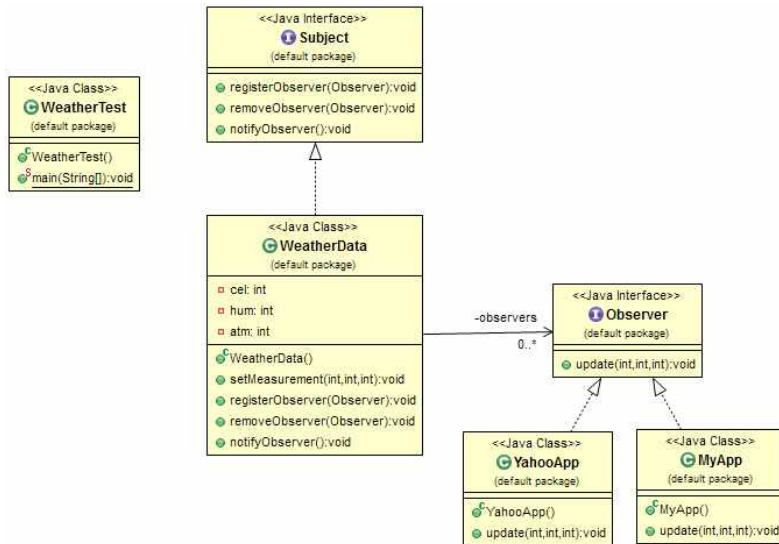 <<Java Interface>>
Subject
(default package)
registerObserver(Observer):void
removeObserver(Observer):void
notifyObserver():void
<<Java Class>>
WeatherTest
(default package)
WeatherTest()
main(String[]):void
<<Java Class>>
WeatherData
(default package)
cel: int
hum: int
atm: int
WeatherData()
setMeasurement(int,int,int):void
registerObserver(Observer):void
removeObserver(Observer):void
notifyObserver():void
-observers
0..*
<<Java Interface>>
Observer
(default package)
update(int,int,int):void
<<Java Class>>
YahooApp
(default package)
YahooApp()
update(int,int,int):void
<<Java Class>>
MyApp
(default package)
MyApp()
update(int,int,int):void